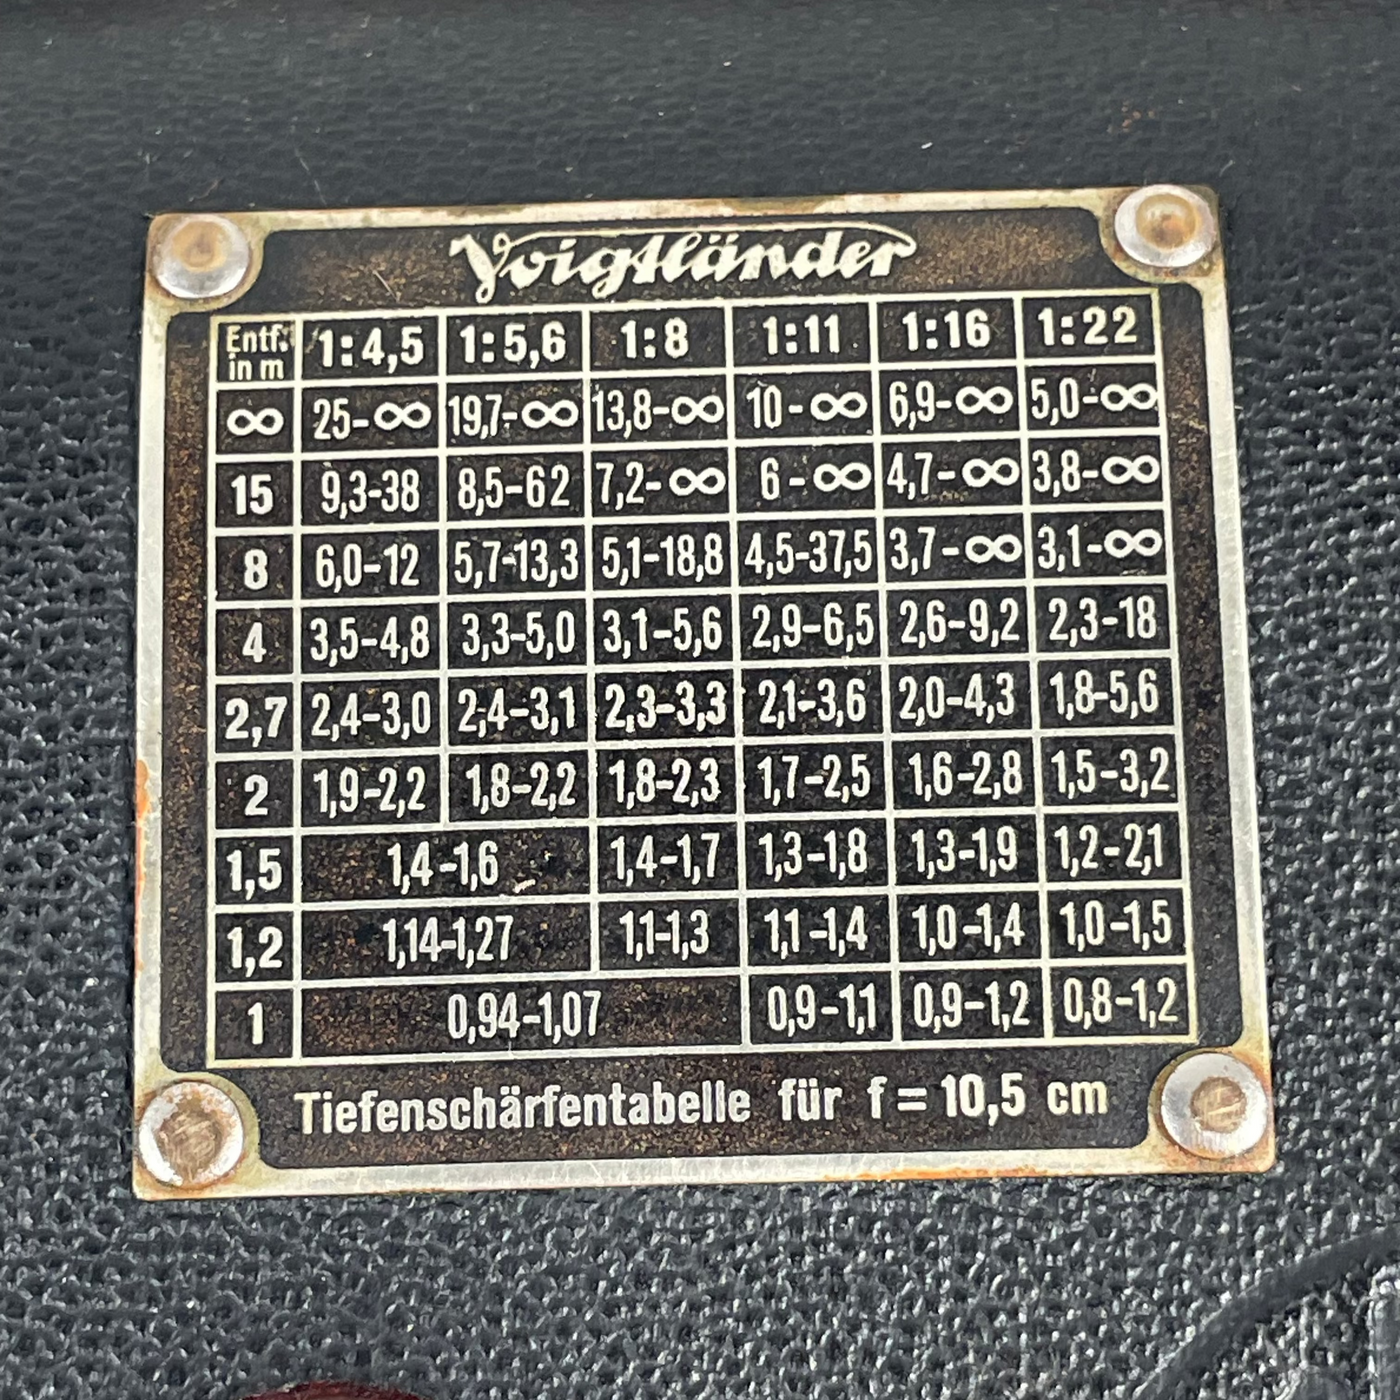 Voigtländer
Entf. in m 1:4,5 1:5,6 1:8 1:11 1:16 1:22
∞ 25-∞ 19,7-∞ 13,8-∞ 10-∞ 6,9-∞ 5,0-∞
15 9,3-38 8,5-62 7,2-∞ 6-∞ 4,7-∞ 3,8-∞
8 6,0-12 5,7-13,3 5,1-18,8 4,5-37,5 3,7-∞ 3,1-∞
4 3,5-4,8 3,3-5,0 3,1-5,6 2,9-6,5 2,6-9,2 2,3-18
2,7 2,4-3,0 2,4-3,1 2,3-3,3 2,1-3,6 2,0-4,3 1,8-5,6
2 1,9-2,2 1,8-2,2 1,8-2,3 1,7-2,5 1,6-2,8 1,5-3,2
1,5 1,4-1,6 1,4-1,7 1,3-1,8 1,3-1,9 1,2-2,1
1,2 1,14-1,27 1,1-1,3 1,1-1,4 1,0-1,4 1,0-1,5
1 0,94-1,07 0,9-1,1 0,9-1,2 0,8-1,2
Tiefenschärfentabelle für f = 10,5 cm